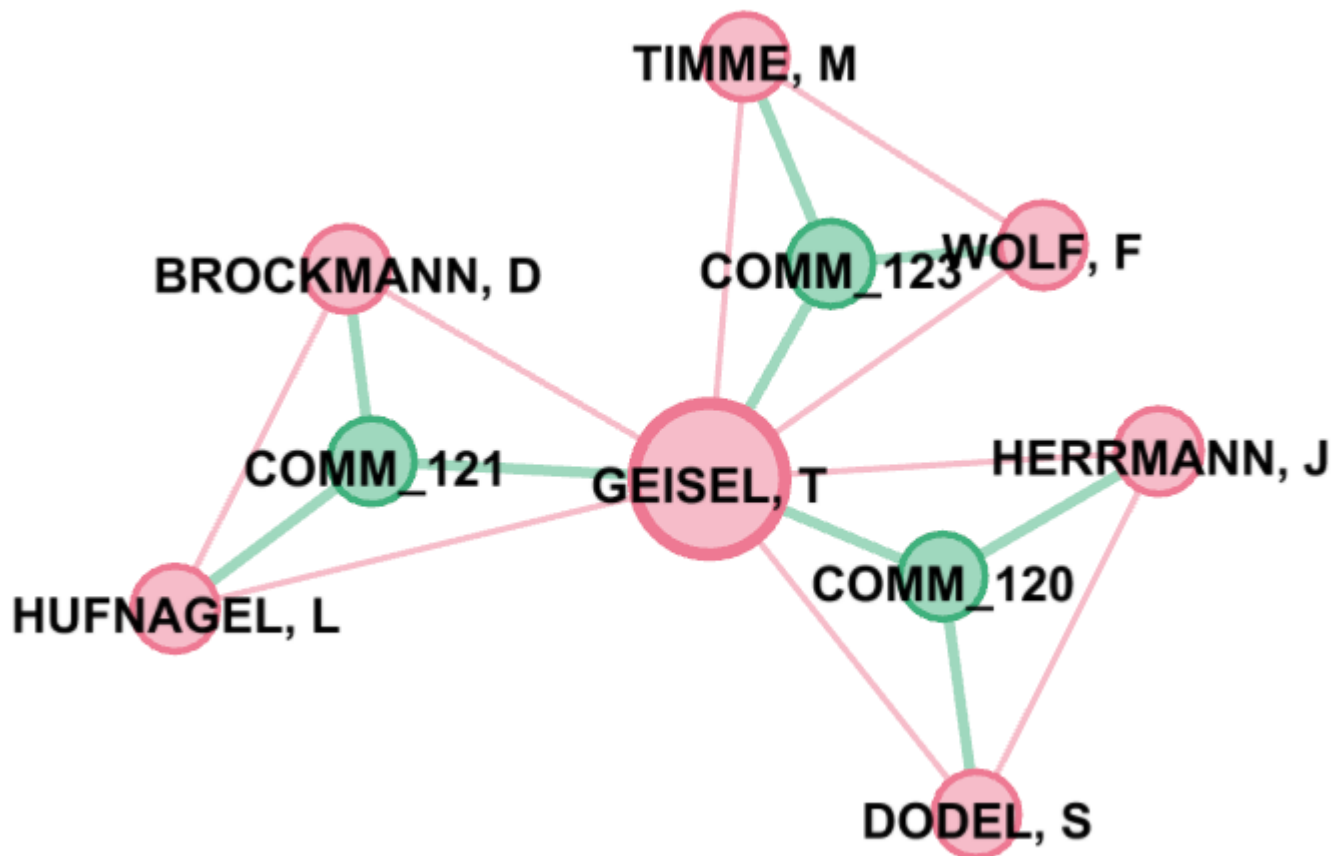 TIMME, M
WOLF, F
COMM_123
BROCKMANN, D
COMM_121
GEISEL, T
HERRMANN, J
COMM_120
HUFNAGEL, L
DODEL, S